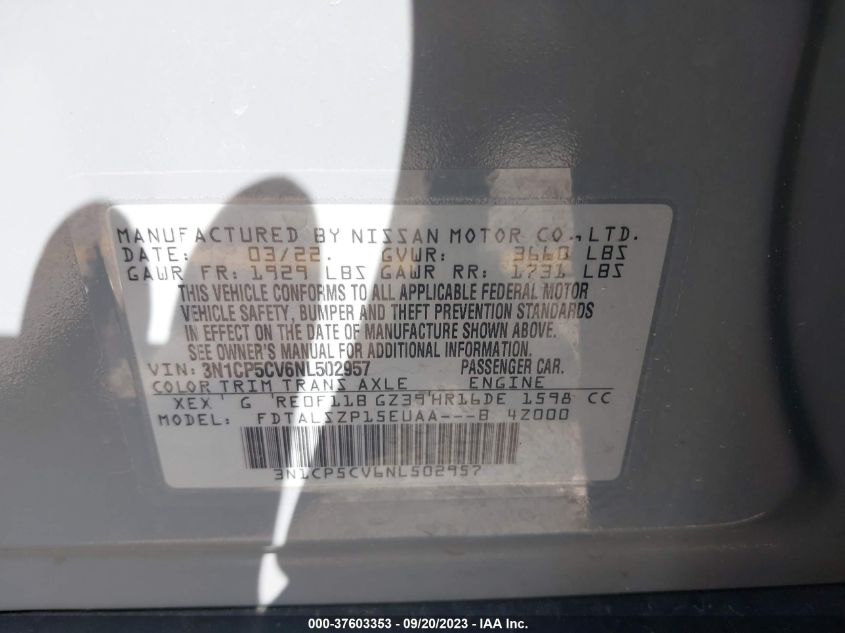 MANUFACTURED BY NISSAN MOTOR CO., LTD.
DATE: 03/22. GVWR: 3660 LBS
GAWR FR: 1929 LBS GAWR RR: 1731 LBS
THIS VEHICLE CONFORMS TO ALL APPLICABLE FEDERAL MOTOR
VEHICLE SAFETY, BUMPER AND THEFT PREVENTION STANDARDS
IN EFFECT ON THE DATE OF MANUFACTURE SHOWN ABOVE.
SEE OWNER'S MANUAL FOR ADDITIONAL INFORMATION.
VIN: 3N1CP5CV6NL502957 PASSENGER CAR.
COLOR TRIM TRANS AXLE ENGINE
XEX G RE0F11B GZ39 HR16DE 1598 CC
MODEL: FDTALSZP15EUAA---B 4Z000
3N1CP5CV6NL502957
000-37603353 - 09/20/2023 - IAA Inc.